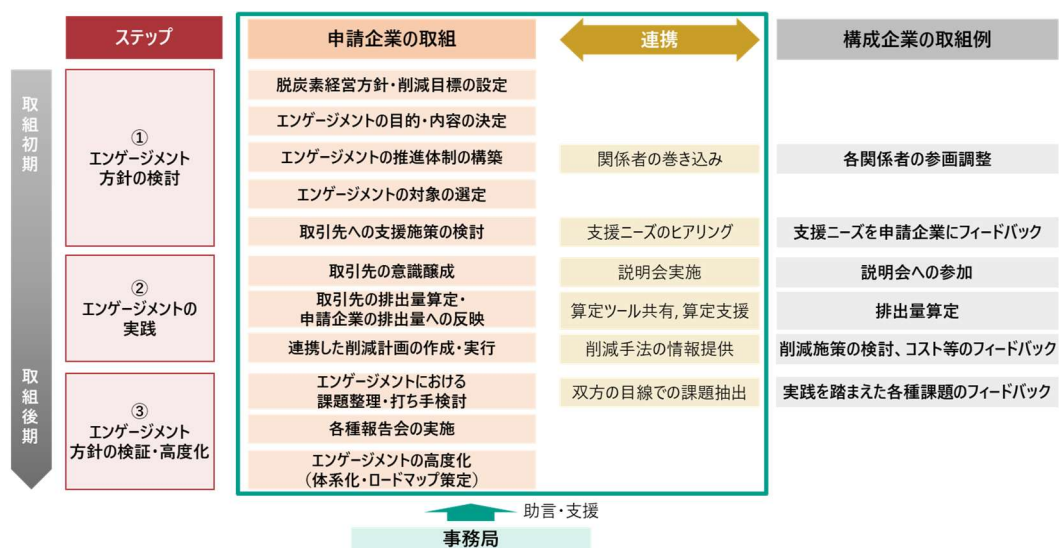 ステップ
申請企業の取組
連携
構成企業の取組例
取組初期
①
エンゲージメント
方針の検討
脱炭素経営方針・削減目標の設定
エンゲージメントの目的・内容の決定
エンゲージメントの推進体制の構築
関係者の巻き込み
各関係者の参画調整
エンゲージメントの対象の選定
取引先への支援施策の検討
支援ニーズのヒアリング
支援ニーズを申請企業にフィードバック
②
エンゲージメントの
実践
取引先の意識醸成
説明会実施
説明会への参加
取引先の排出量算定・
申請企業の排出量への反映
算定ツール共有, 算定支援
排出量算定
連携した削減計画の作成・実行
削減手法の情報提供
削減施策の検討、コスト等のフィードバック
取組後期
③
エンゲージメント
方針の検証・高度化
エンゲージメントにおける
課題整理・打ち手検討
双方の目線での課題抽出
実践を踏まえた各種課題のフィードバック
各種報告会の実施
エンゲージメントの高度化
（体系化・ロードマップ策定）
助言・支援
事務局